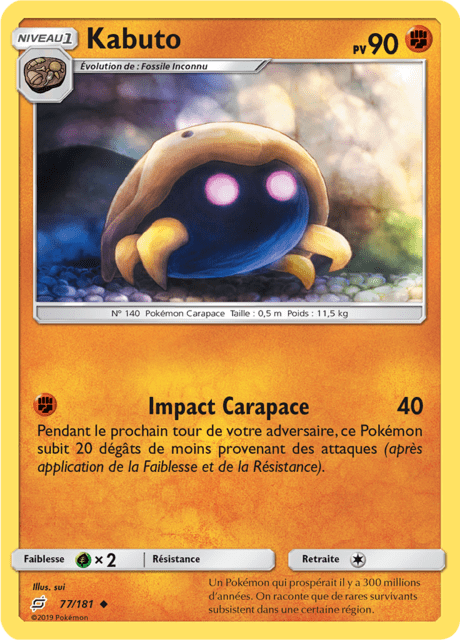 NIVEAU 1
Kabuto
PV 90
Évolution de : Fossile Inconnu
N° 140 Pokémon Carapace Taille : 0,5 m Poids : 11,5 kg
Impact Carapace 40
Pendant le prochain tour de votre adversaire, ce Pokémon
subit 20 dégâts de moins provenant des attaques (après
application de la Faiblesse et de la Résistance).
Faiblesse × 2 Résistance Retraite
Illus. sui
77/181
©2019 Pokémon
Un Pokémon qui prospérait il y a 300 millions
d'années. On raconte que de rares survivants
subsistent dans une certaine région.